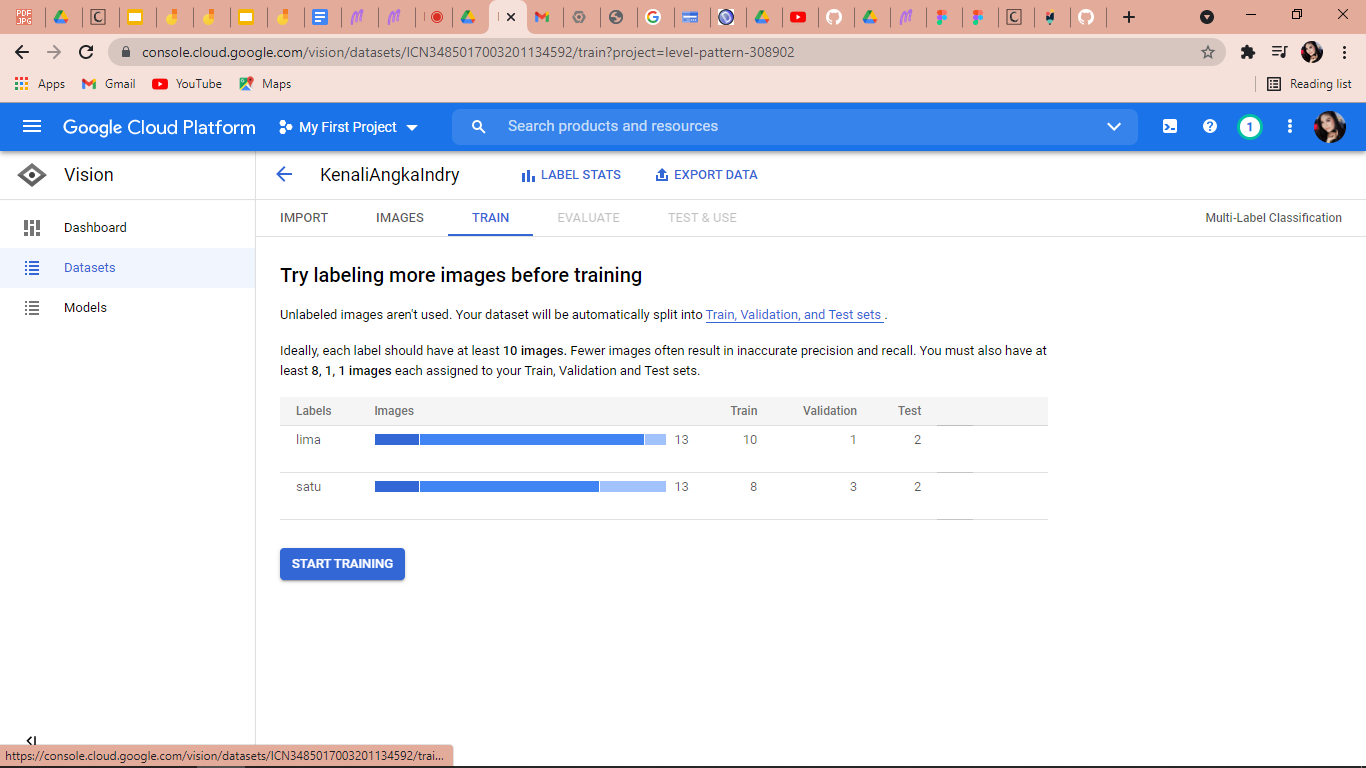 PDF
JPG
console.cloud.google.com/vision/datasets/ICN3485017003201134592/train?project=level-pattern-308902
Apps
Gmail
YouTube
Maps
Reading list
Google Cloud Platform
My First Project
Search products and resources
1
Vision
KenaliAngkaIndry
LABEL STATS
EXPORT DATA
IMPORT
IMAGES
TRAIN
EVALUATE
TEST & USE
Multi-Label Classification
Dashboard
Datasets
Models
Try labeling more images before training
Unlabeled images aren't used. Your dataset will be automatically split into Train, Validation, and Test sets .
Ideally, each label should have at least 10 images. Fewer images often result in inaccurate precision and recall. You must also have at
least 8, 1, 1 images each assigned to your Train, Validation and Test sets.
Labels Images Train Validation Test
lima 13 10 1 2
satu 13 8 3 2
START TRAINING
https://console.cloud.google.com/vision/datasets/ICN3485017003201134592/trai...